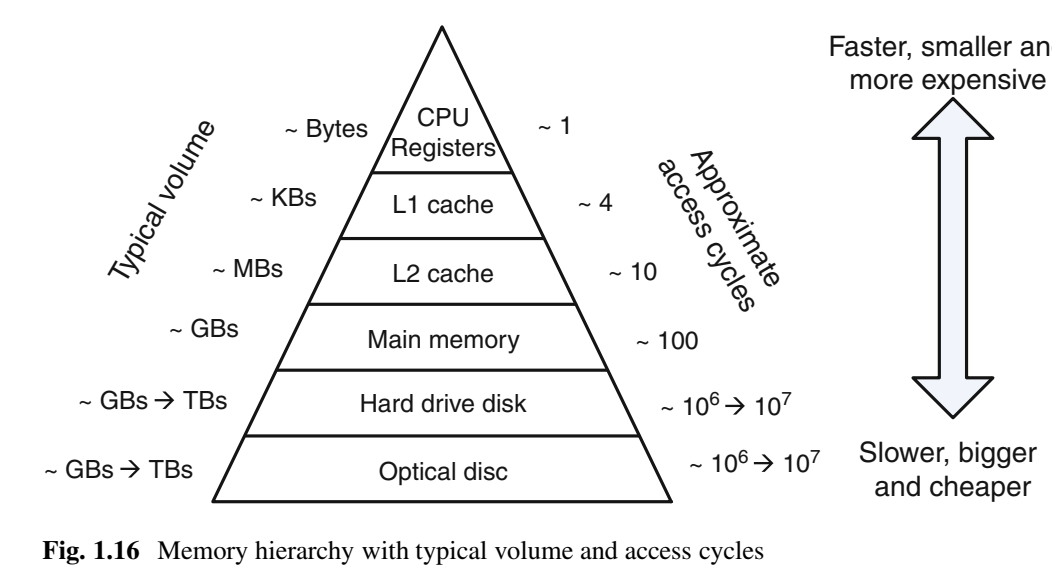 Faster, smaller an
more expensive
CPU
Registers
~ Bytes
~ 1
L1 cache
~ KBs
~ 4
L2 cache
~ MBs
~ 10
Main memory
~ GBs
~ 100
Hard drive disk
~ GBs → TBs
~ 10⁶ → 10⁷
Optical disc
~ GBs → TBs
~ 10⁶ → 10⁷
Typical volume
Approximate
access cycles
Slower, bigger
and cheaper
Fig. 1.16 Memory hierarchy with typical volume and access cycles